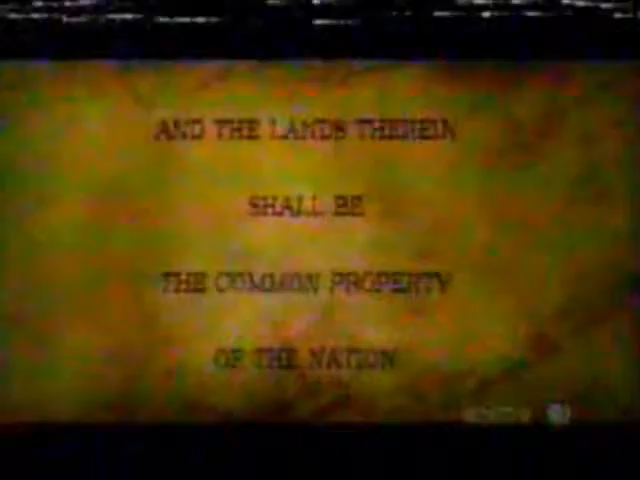 AND THE LANDS THEREIN
SHALL BE
THE COMMON PROPERTY
OF THE NATION